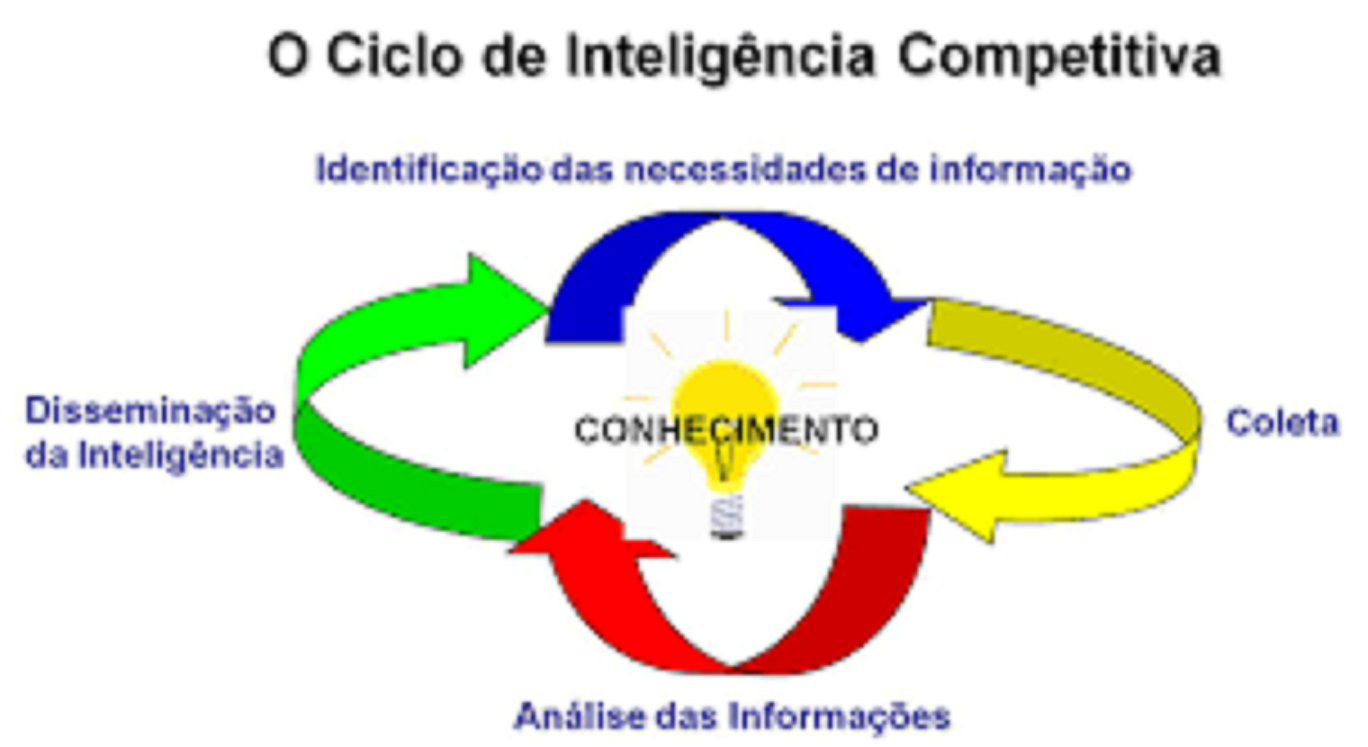 O Ciclo de Inteligência Competitiva
Identificação das necessidades de informação
Disseminação
da Inteligência
CONHECIMENTO
Coleta
Análise das Informações